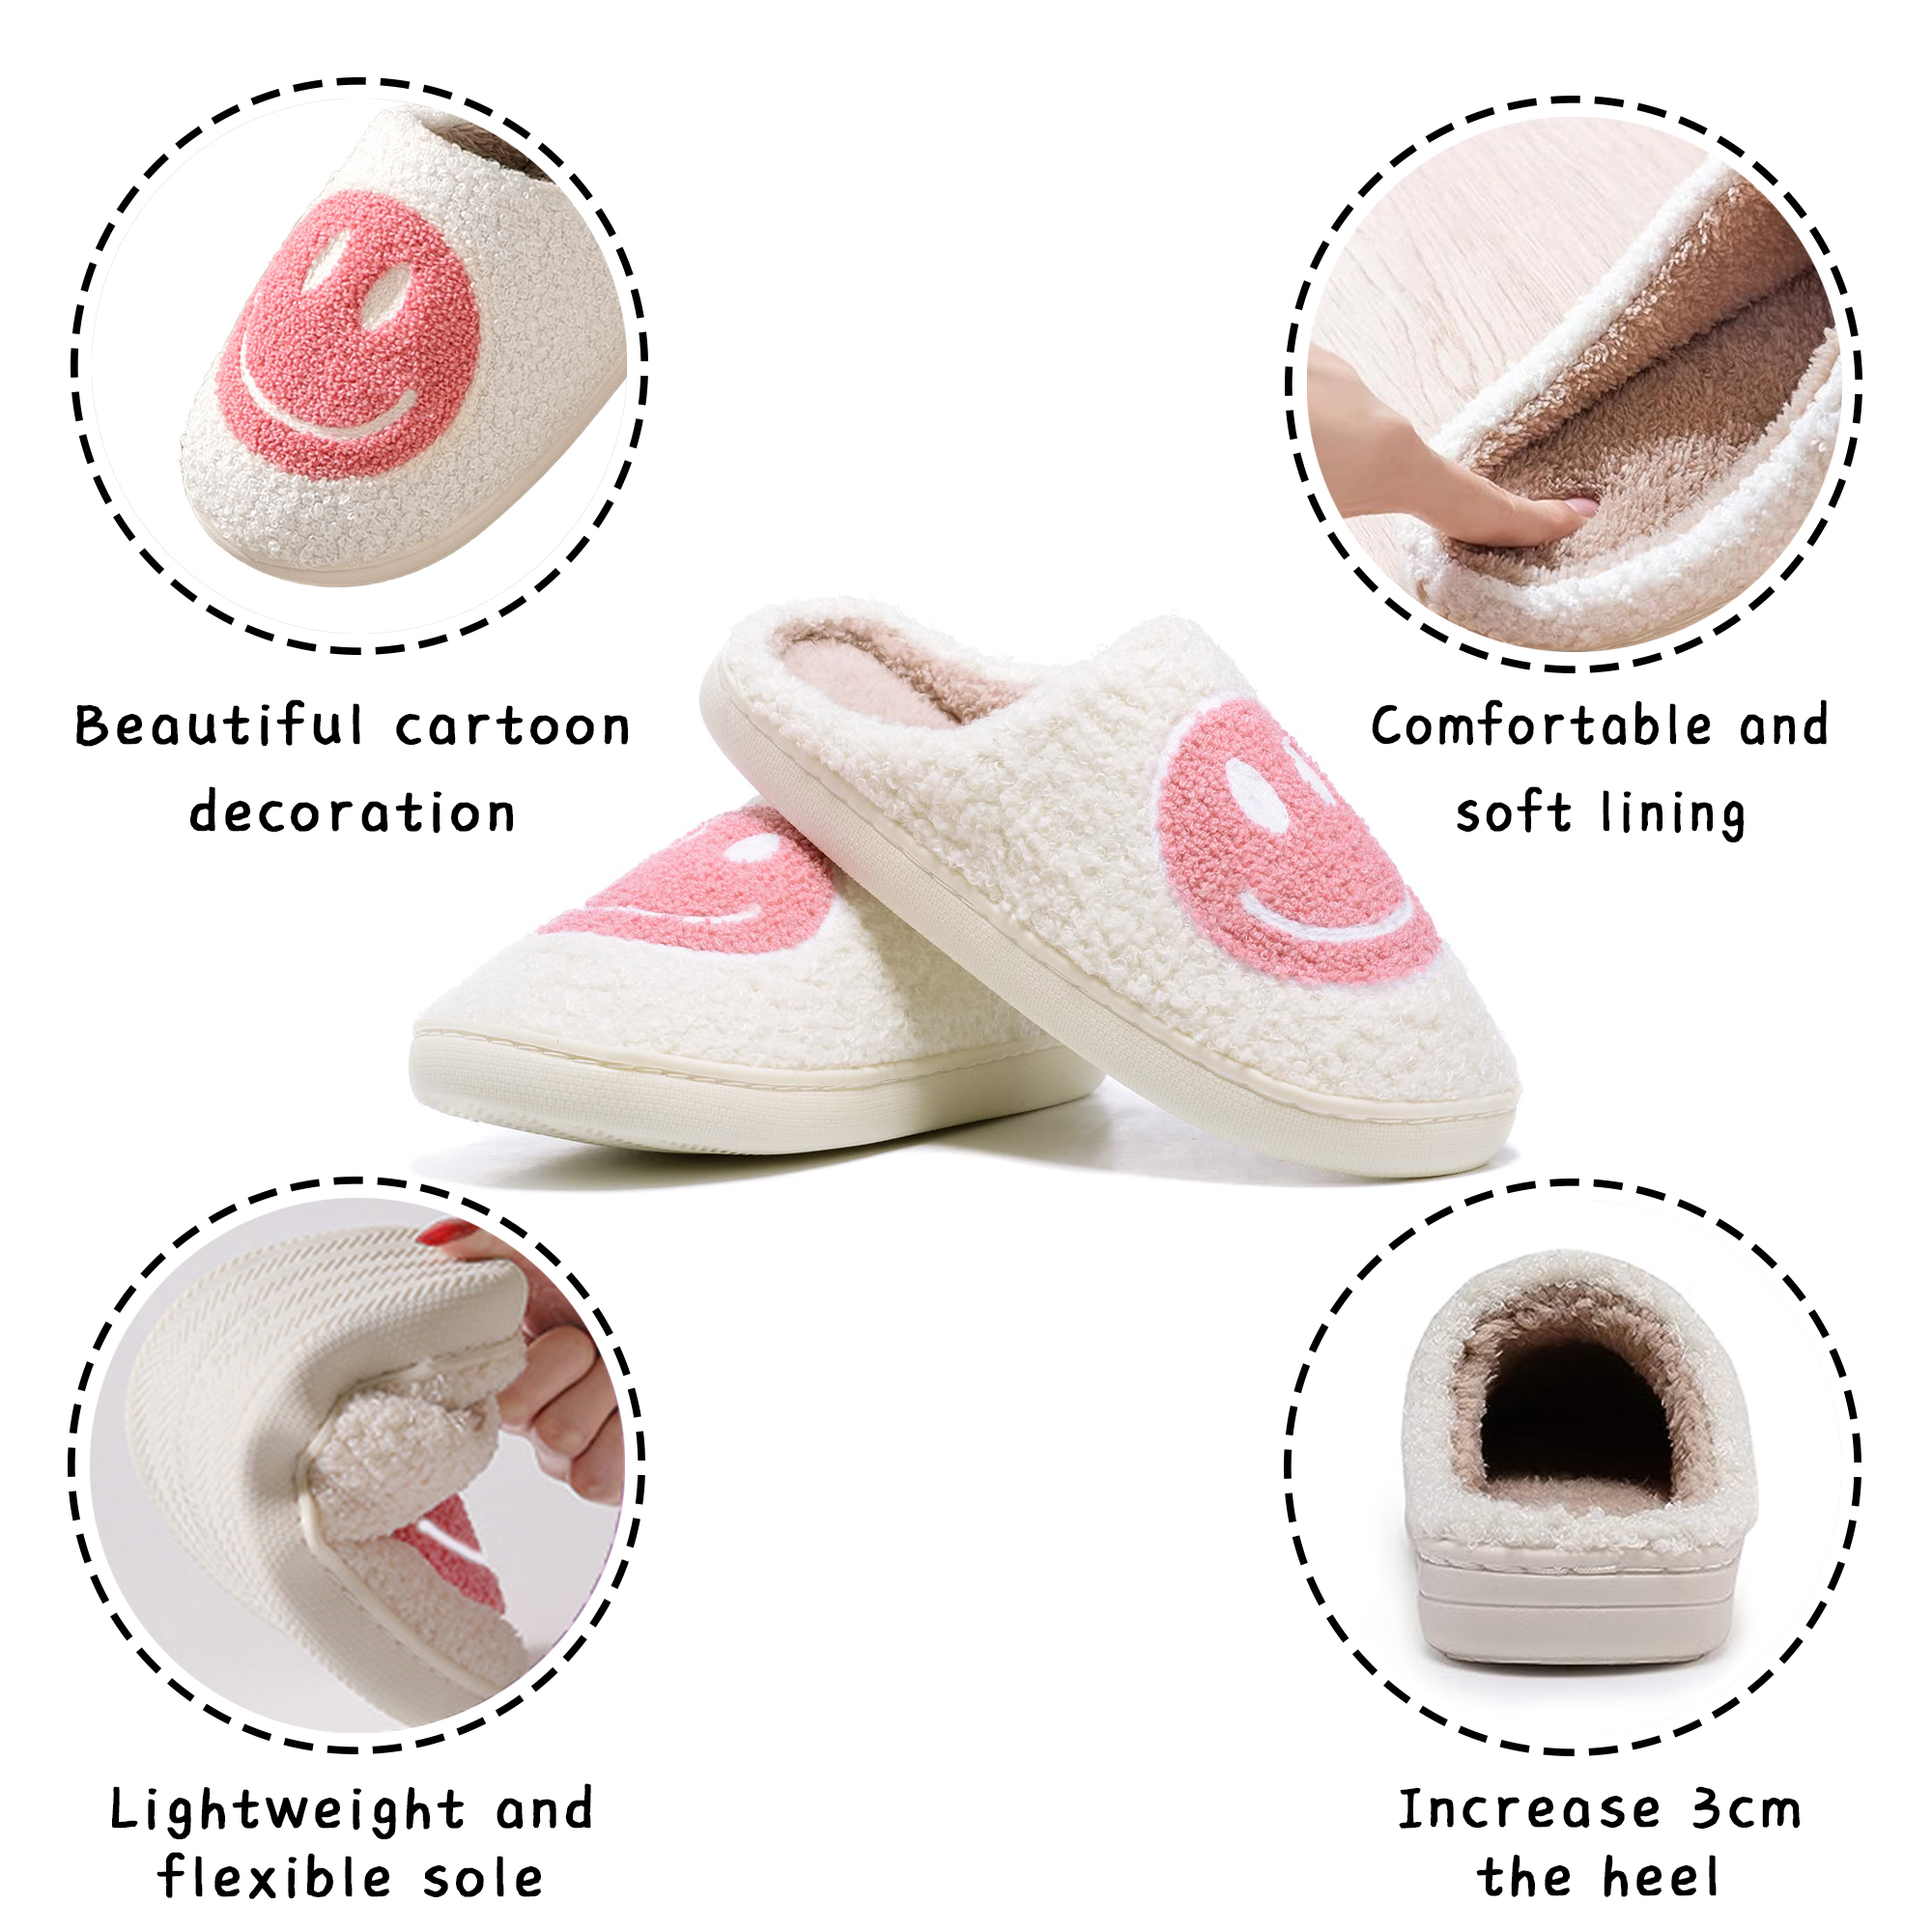 Beautiful cartoon
decoration
Comfortable and
soft lining
Lightweight and
flexible sole
Increase 3cm
the heel